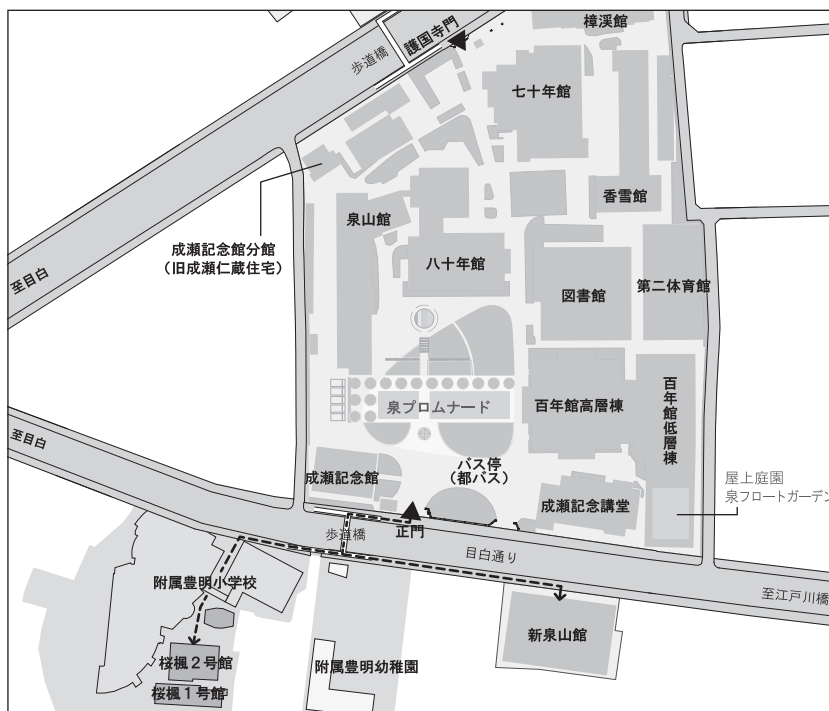 樟溪館
護国寺門
歩道橋
七十年館
香雪館
泉山館
成瀬記念館分館
（旧成瀬仁蔵住宅）
八十年館
至目白
図書館
第二体育館
百年館高層棟
百年館低層棟
泉プロムナード
至目白
成瀬記念館
バス停
（都バス）
成瀬記念講堂
屋上庭園
泉フロートガーデン
歩道橋
正門
目白通り
附属豊明小学校
至江戸川橋
新泉山館
桜楓２号館
附属豊明幼稚園
桜楓１号館